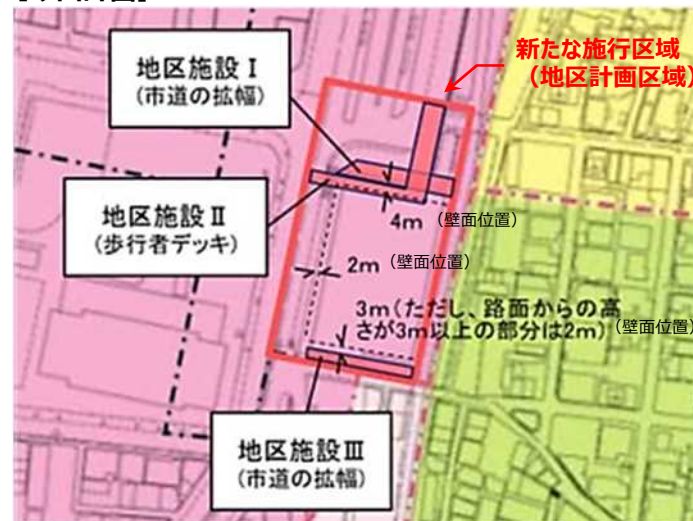 新たな施行区域
（地区計画区域）
地区施設Ⅰ
（市道の拡幅）
地区施設Ⅱ
（歩行者デッキ）
4m（壁面位置）
2m（壁面位置）
3m（ただし、路面からの高
さが3m以上の部分は2m）（壁面位置）
地区施設Ⅲ
（市道の拡幅）